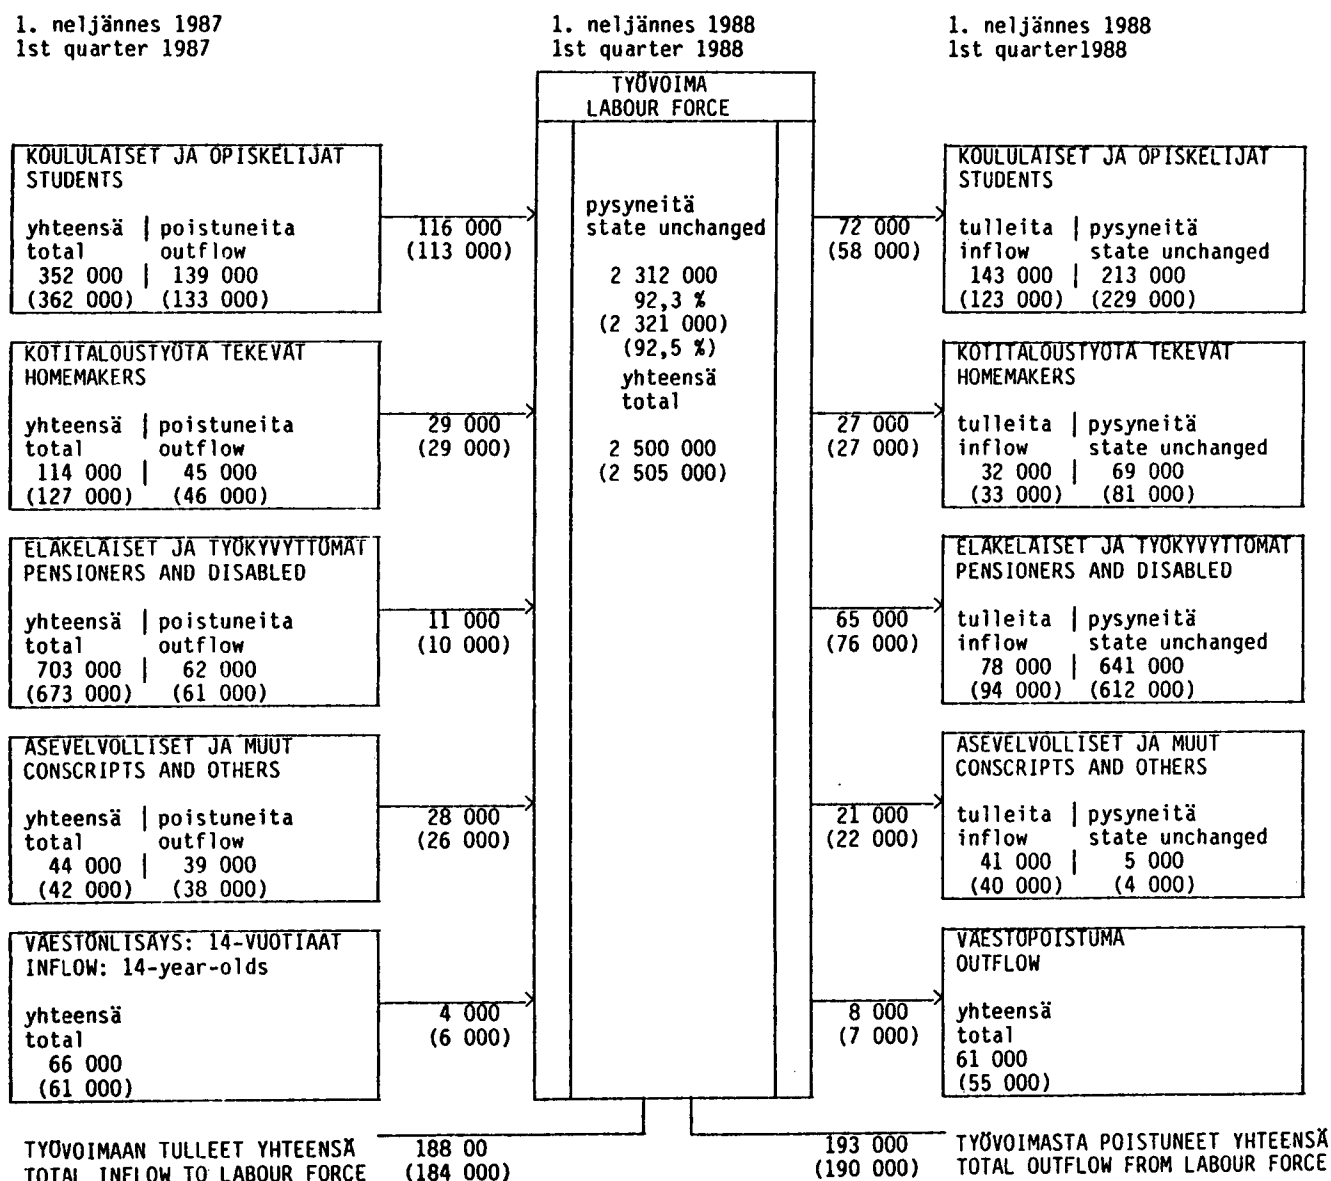 1. neljännes 1987
1st quarter 1987
1. neljännes 1988
1st quarter 1988
1. neljännes 1988
1st quarter1988
TYÖVOIMA
LABOUR FORCE
KOULULAISET JA OPISKELIJAT
STUDENTS
yhteensä | poistuneita
total outflow
352 000 | 139 000
(362 000) (133 000)
116 000
(113 000)
KOTITALOUSTYÖTÄ TEKEVÄT
HOMEMAKERS
yhteensä | poistuneita
total outflow
114 000 | 45 000
(127 000) (46 000)
29 000
(29 000)
ELÄKELÄISET JA TYÖKYVYTTÖMÄT
PENSIONERS AND DISABLED
yhteensä | poistuneita
total outflow
703 000 | 62 000
(673 000) (61 000)
11 000
(10 000)
ASEVELVOLLISET JA MUUT
CONSCRIPTS AND OTHERS
yhteensä | poistuneita
total outflow
44 000 | 39 000
(42 000) (38 000)
28 000
(26 000)
VÄESTÖNLISÄYS: 14-VUOTIAAT
INFLOW: 14-year-olds
yhteensä
total
66 000
(61 000)
4 000
(6 000)
TYÖVOIMAAN TULLEET YHTEENSÄ
TOTAL INFLOW TO LABOUR FORCE
188 00
(184 000)
pysyneitä
state unchanged
2 312 000
92,3 %
(2 321 000)
(92,5 %)
yhteensä
total
2 500 000
(2 505 000)
72 000
(58 000)
KOULULAISET JA OPISKELIJAT
STUDENTS
tulleita | pysyneitä
inflow state unchanged
143 000 | 213 000
(123 000) (229 000)
27 000
(27 000)
KOTITALOUSTYÖTÄ TEKEVÄT
HOMEMAKERS
tulleita | pysyneitä
inflow state unchanged
32 000 | 69 000
(33 000) (81 000)
65 000
(76 000)
ELÄKELÄISET JA TYÖKYVYTTÖMÄT
PENSIONERS AND DISABLED
tulleita | pysyneitä
inflow state unchanged
78 000 | 641 000
(94 000) (612 000)
21 000
(22 000)
ASEVELVOLLISET JA MUUT
CONSCRIPTS AND OTHERS
tulleita | pysyneitä
inflow state unchanged
41 000 | 5 000
(40 000) (4 000)
8 000
(7 000)
VÄESTÖPOISTUMA
OUTFLOW
yhteensä
total
61 000
(55 000)
193 000
(190 000)
TYÖVOIMASTA POISTUNEET YHTEENSÄ
TOTAL OUTFLOW FROM LABOUR FORCE